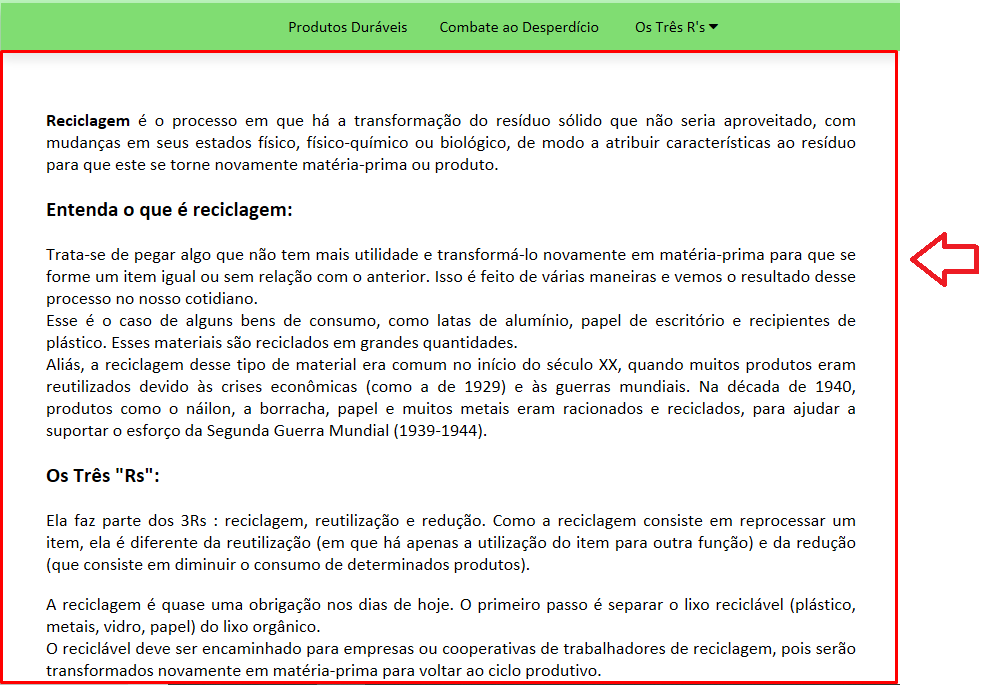 Produtos Duráveis Combate ao Desperdício Os Três R's
Reciclagem é o processo em que há a transformação do resíduo sólido que não seria aproveitado, com
mudanças em seus estados físico, físico-químico ou biológico, de modo a atribuir características ao resíduo
para que este se torne novamente matéria-prima ou produto.
Entenda o que é reciclagem:
Trata-se de pegar algo que não tem mais utilidade e transformá-lo novamente em matéria-prima para que se
forme um item igual ou sem relação com o anterior. Isso é feito de várias maneiras e vemos o resultado desse
processo no nosso cotidiano.
Esse é o caso de alguns bens de consumo, como latas de alumínio, papel de escritório e recipientes de
plástico. Esses materiais são reciclados em grandes quantidades.
Aliás, a reciclagem desse tipo de material era comum no início do século XX, quando muitos produtos eram
reutilizados devido às crises econômicas (como a de 1929) e às guerras mundiais. Na década de 1940,
produtos como o náilon, a borracha, papel e muitos metais eram racionados e reciclados, para ajudar a
suportar o esforço da Segunda Guerra Mundial (1939-1944).
Os Três "Rs":
Ela faz parte dos 3Rs : reciclagem, reutilização e redução. Como a reciclagem consiste em reprocessar um
item, ela é diferente da reutilização (em que há apenas a utilização do item para outra função) e da redução
(que consiste em diminuir o consumo de determinados produtos).
A reciclagem é quase uma obrigação nos dias de hoje. O primeiro passo é separar o lixo reciclável (plástico,
metais, vidro, papel) do lixo orgânico.
O reciclável deve ser encaminhado para empresas ou cooperativas de trabalhadores de reciclagem, pois serão
transformados novamente em matéria-prima para voltar ao ciclo produtivo.